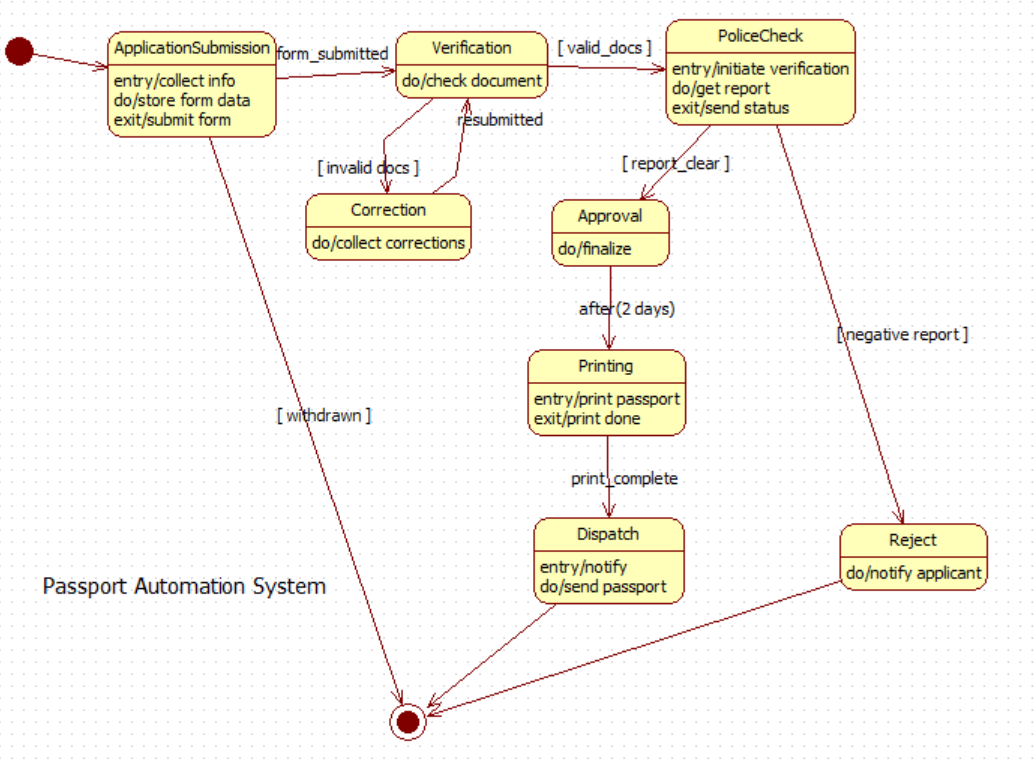 ApplicationSubmission
entry/collect info
do/store form data
exit/submit form
form_submitted
Verification
do/check document
[ valid_docs ]
PoliceCheck
entry/initiate verification
do/get report
exit/send status
resubmitted
[ invalid docs ]
Correction
do/collect corrections
[ report_clear ]
Approval
do/finalize
after(2 days)
[ negative report ]
Printing
entry/print passport
exit/print done
[ withdrawn ]
print_complete
Dispatch
entry/notify
do/send passport
Reject
do/notify applicant
Passport Automation System